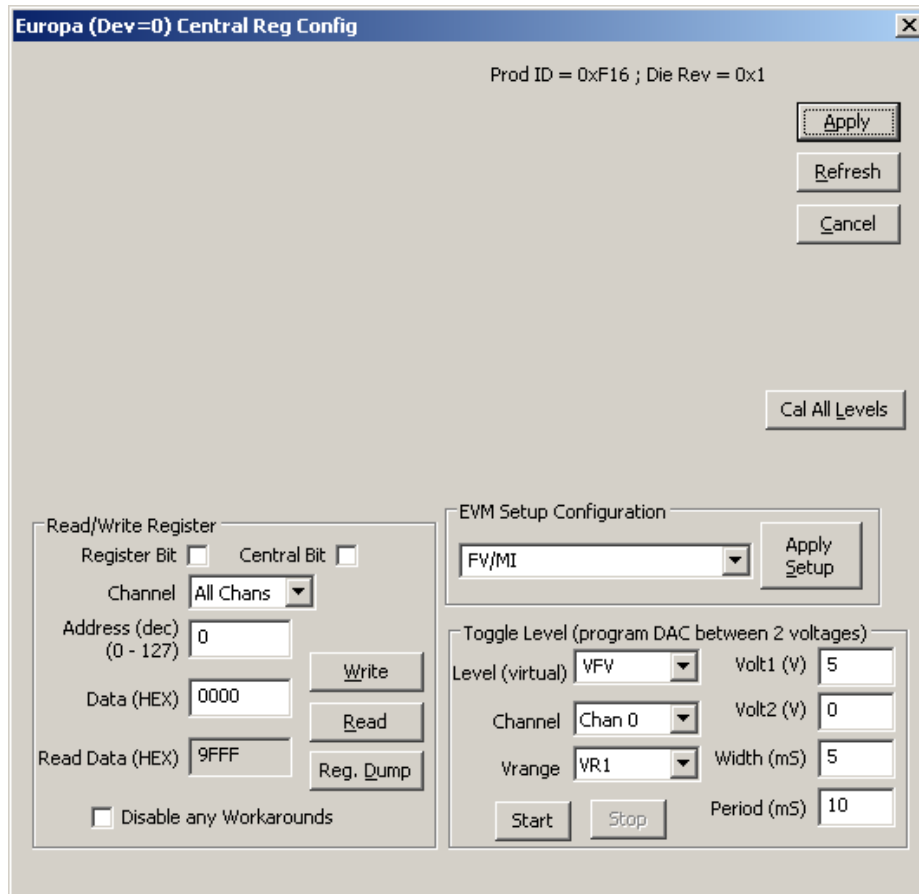 Europa (Dev=0) Central Reg Config
Prod ID = 0xF16 ; Die Rev = 0x1
Apply
Refresh
Cancel
Cal All Levels
Read/Write Register
Register Bit
Central Bit
Channel
All Chans
Address (dec)
(0 - 127)
0
Data (HEX)
0000
Read Data (HEX)
9FFF
Write
Read
Reg. Dump
Disable any Workarounds
EVM Setup Configuration
FV/MI
Apply
Setup
Toggle Level (program DAC between 2 voltages)
Level (virtual)
VFV
Volt1 (V)
5
Channel
Chan 0
Volt2 (V)
0
Vrange
VR1
Width (mS)
5
Start
Stop
Period (mS)
10